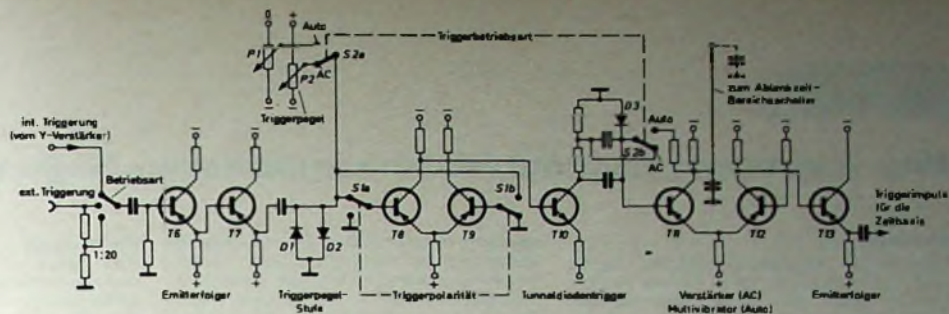 0 +
Auto
P1
P2
AC
S2a
Triggerpegel
Triggerbetriebsart
zum Ablenkzeit-
Bereichsschalter
D3
Auto
S2b
AC
int. Triggerung
(vom Y-Verstärker)
Betriebsart
ext. Triggerung
1:20
S1a
S1b
Triggerimpuls
für die
Zeitbasis
T6
T7
D1
D2
T8
T9
T10
T11
T12
T13
Emitterfolger
Triggerpegel-
Stufe
Triggerpolarität
Tunneldiodentrigger
Verstärker (AC)
Multivibrator (Auto)
Emitterfolger